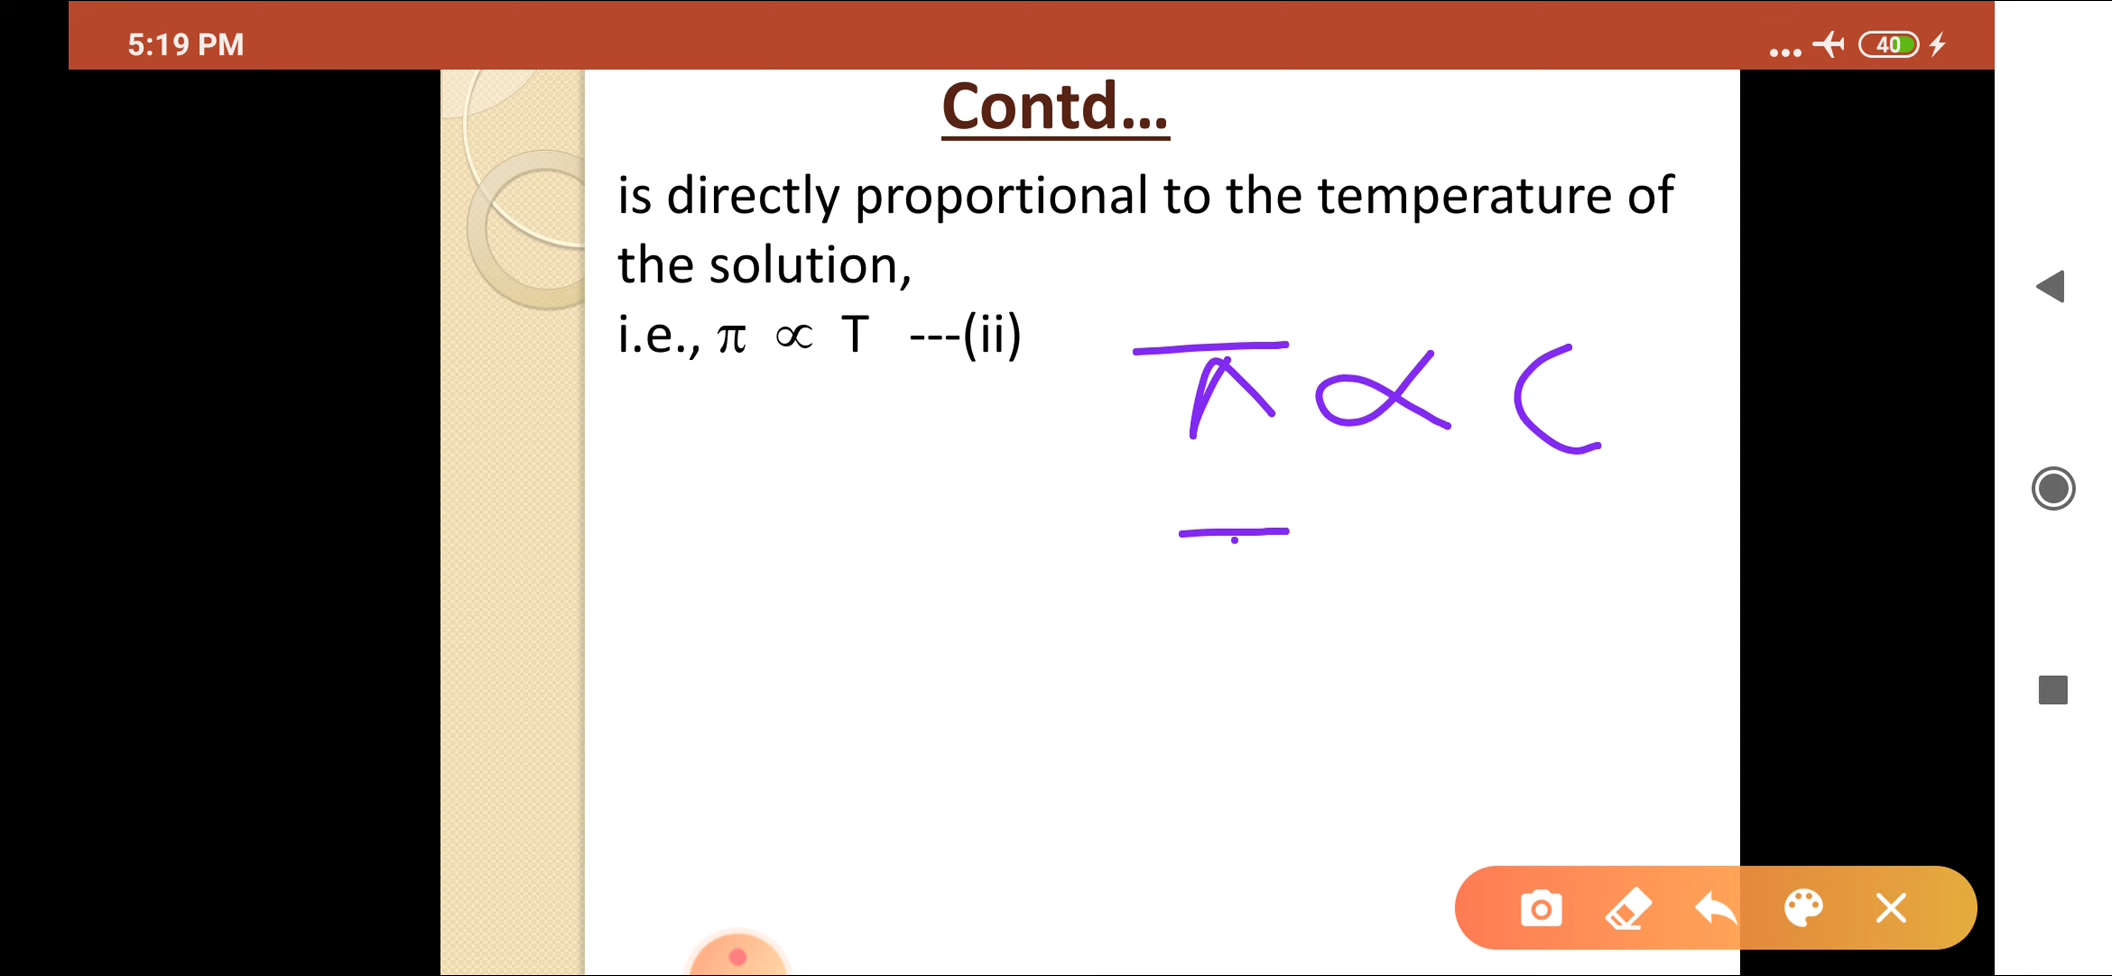 5:19 PM
40
Contd...
is directly proportional to the temperature of
the solution,
i.e., π ∝ T ---(ii)
π ∝ C